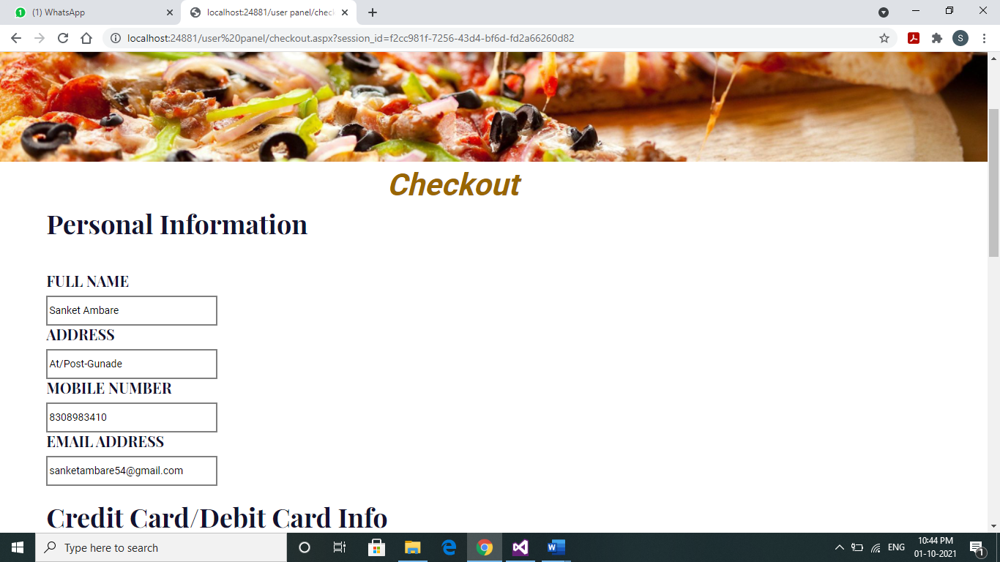 (1) WhatsApp
localhost:24881/user panel/chec
localhost:24881/user%20panel/checkout.aspx?session_id=f2cc981f-7256-43d4-bf6d-fd2a66260d82
S
Checkout
Personal Information
FULL NAME
Sanket Ambare
ADDRESS
At/Post-Gunade
MOBILE NUMBER
8308983410
EMAIL ADDRESS
sanketambare54@gmail.com
Credit Card/Debit Card Info
Type here to search
ENG
10:44 PM
01-10-2021
1